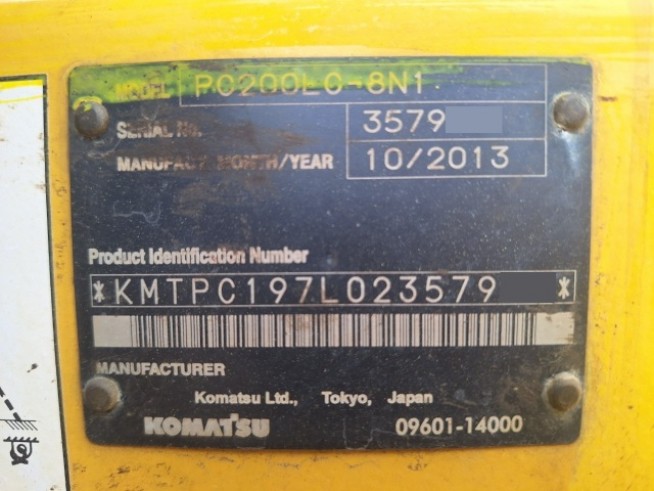 MODEL PC200LC-8N1
SERIAL No. 3579
MANUFACT. MONTH/YEAR 10/2013
Product Identification Number
*KMTPC197L023579 *
MANUFACTURER
Komatsu Ltd., Tokyo, Japan
KOMATSU 09601-14000